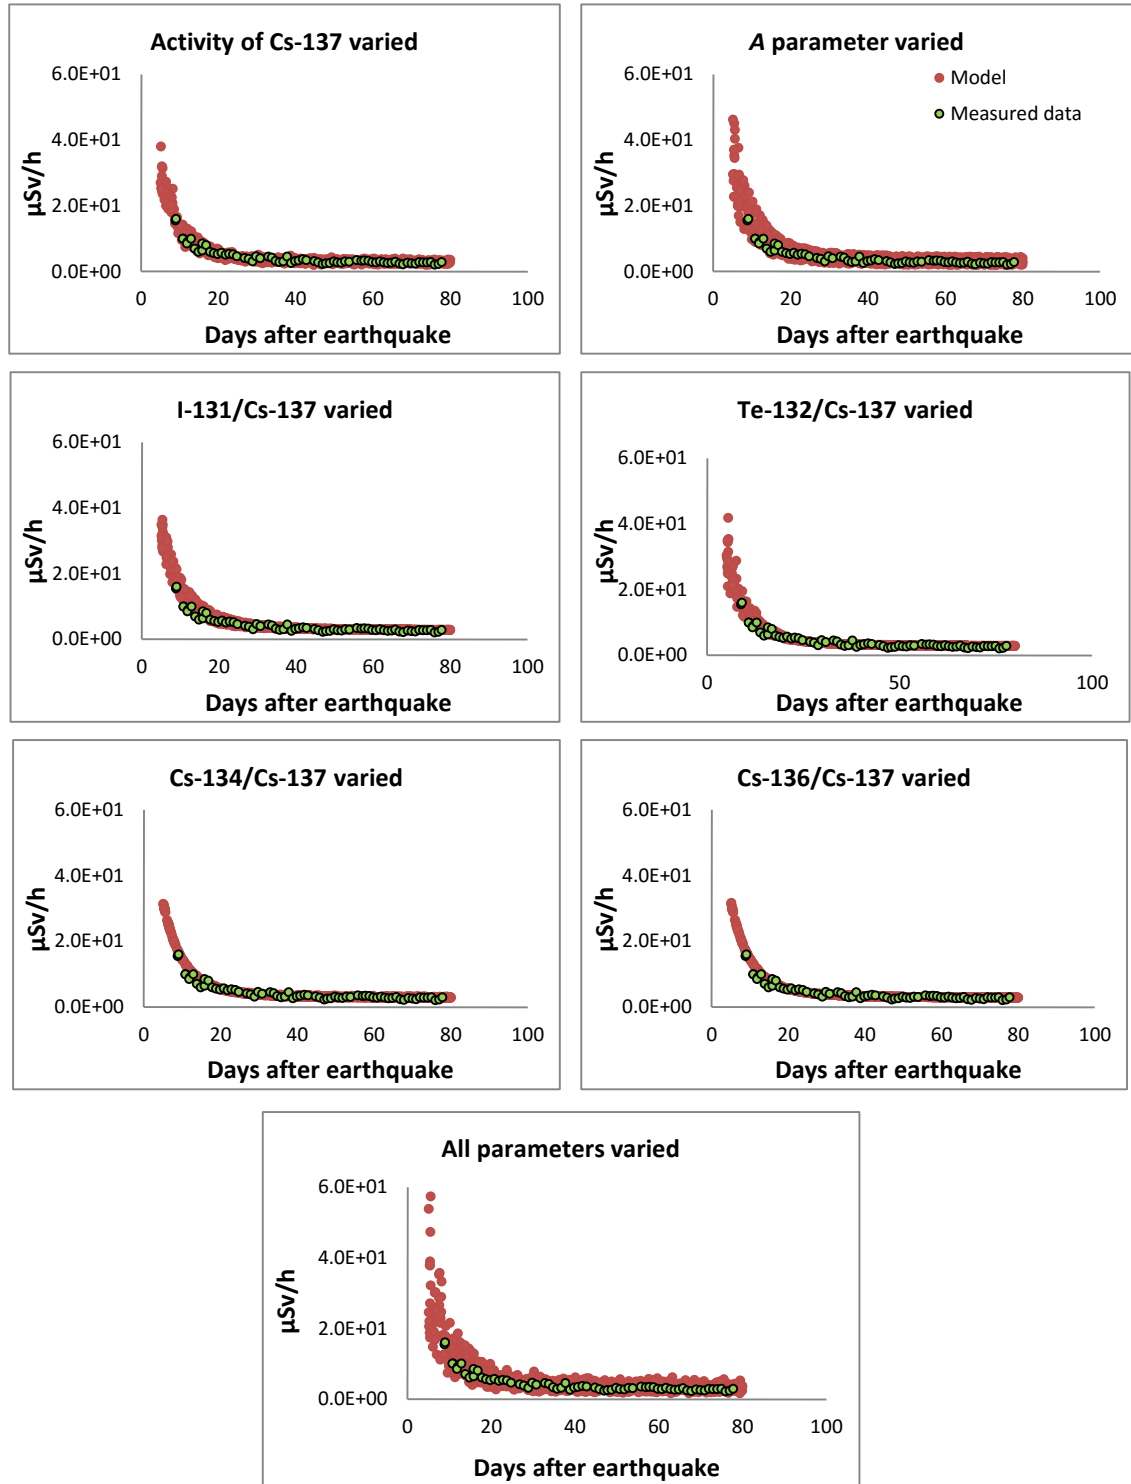 Activity of Cs-137 varied
6.0E+01
4.0E+01
2.0E+01
0.0E+00
µSv/h
0 20 40 60 80 100
Days after earthquake
A parameter varied
Model
Measured data
6.0E+01
4.0E+01
2.0E+01
0.0E+00
µSv/h
0 20 40 60 80 100
Days after earthquake
I-131/Cs-137 varied
6.0E+01
4.0E+01
2.0E+01
0.0E+00
µSv/h
0 20 40 60 80 100
Days after earthquake
Te-132/Cs-137 varied
6.0E+01
4.0E+01
2.0E+01
0.0E+00
µSv/h
0 50 100
Days after earthquake
Cs-134/Cs-137 varied
6.0E+01
4.0E+01
2.0E+01
0.0E+00
µSv/h
0 20 40 60 80 100
Days after earthquake
Cs-136/Cs-137 varied
6.0E+01
4.0E+01
2.0E+01
0.0E+00
µSv/h
0 20 40 60 80 100
Days after earthquake
All parameters varied
6.0E+01
4.0E+01
2.0E+01
0.0E+00
µSv/h
0 20 40 60 80 100
Days after earthquake